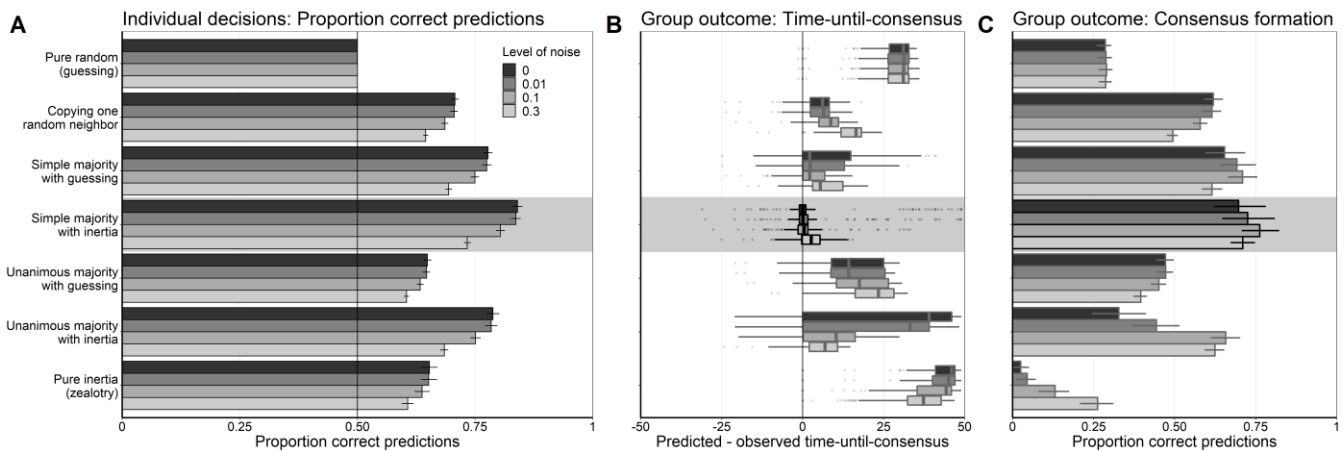 A
Individual decisions: Proportion correct predictions
Pure random
(guessing)
Copying one
random neighbor
Simple majority
with guessing
Simple majority
with inertia
Unanimous majority
with guessing
Unanimous majority
with inertia
Pure inertia
(zealotry)
Level of noise
0
0.01
0.1
0.3
0
0.25
0.50
0.75
1
Proportion correct predictions
B
Group outcome: Time-until-consensus
-50
-25
0
25
50
Predicted - observed time-until-consensus
C
Group outcome: Consensus formation
0
0.25
0.50
0.75
1
Proportion correct predictions